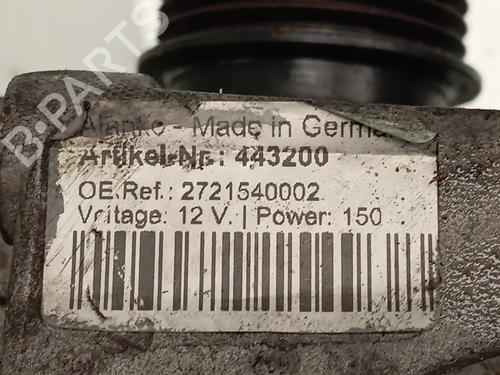 B-PARTS
Alanko - Made in Germa
Artikel-Nr.: 443200
OE.Ref.: 2721540002
Voltage: 12 V. | Power: 150